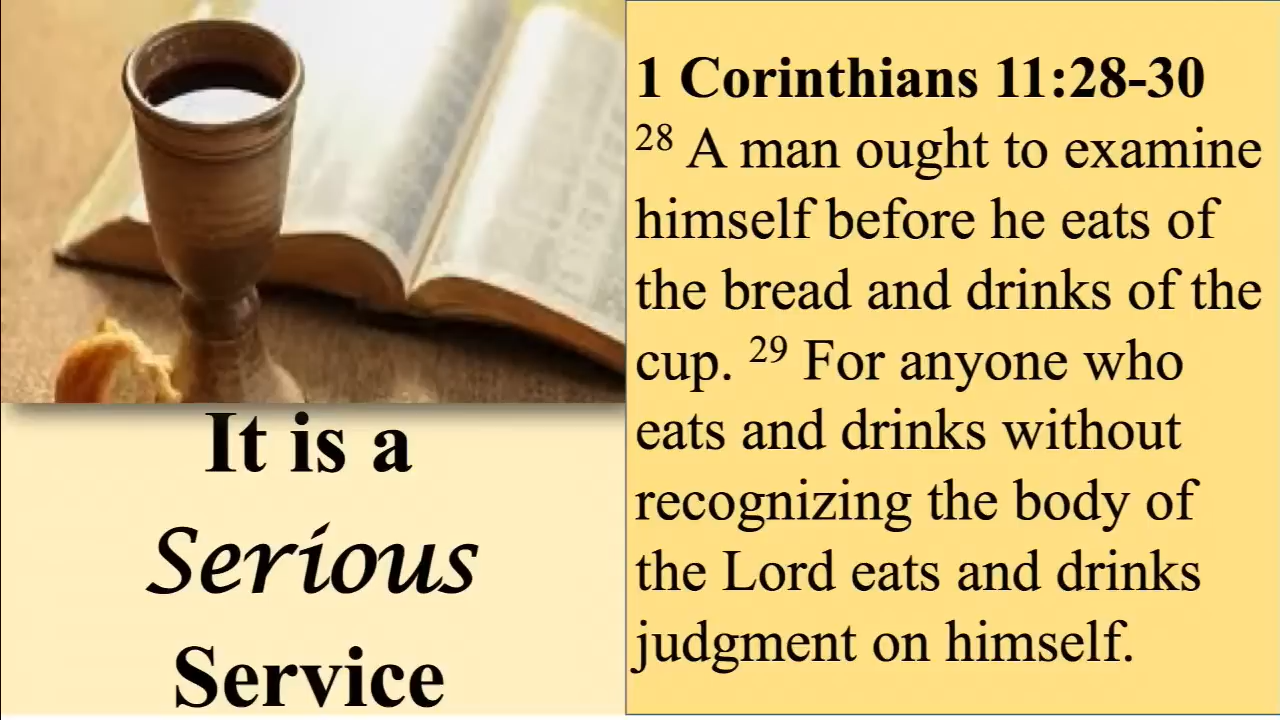 It is a
Serious
Service
1 Corinthians 11:28-30
28 A man ought to examine
himself before he eats of
the bread and drinks of the
cup. 29 For anyone who
eats and drinks without
recognizing the body of
the Lord eats and drinks
judgment on himself.